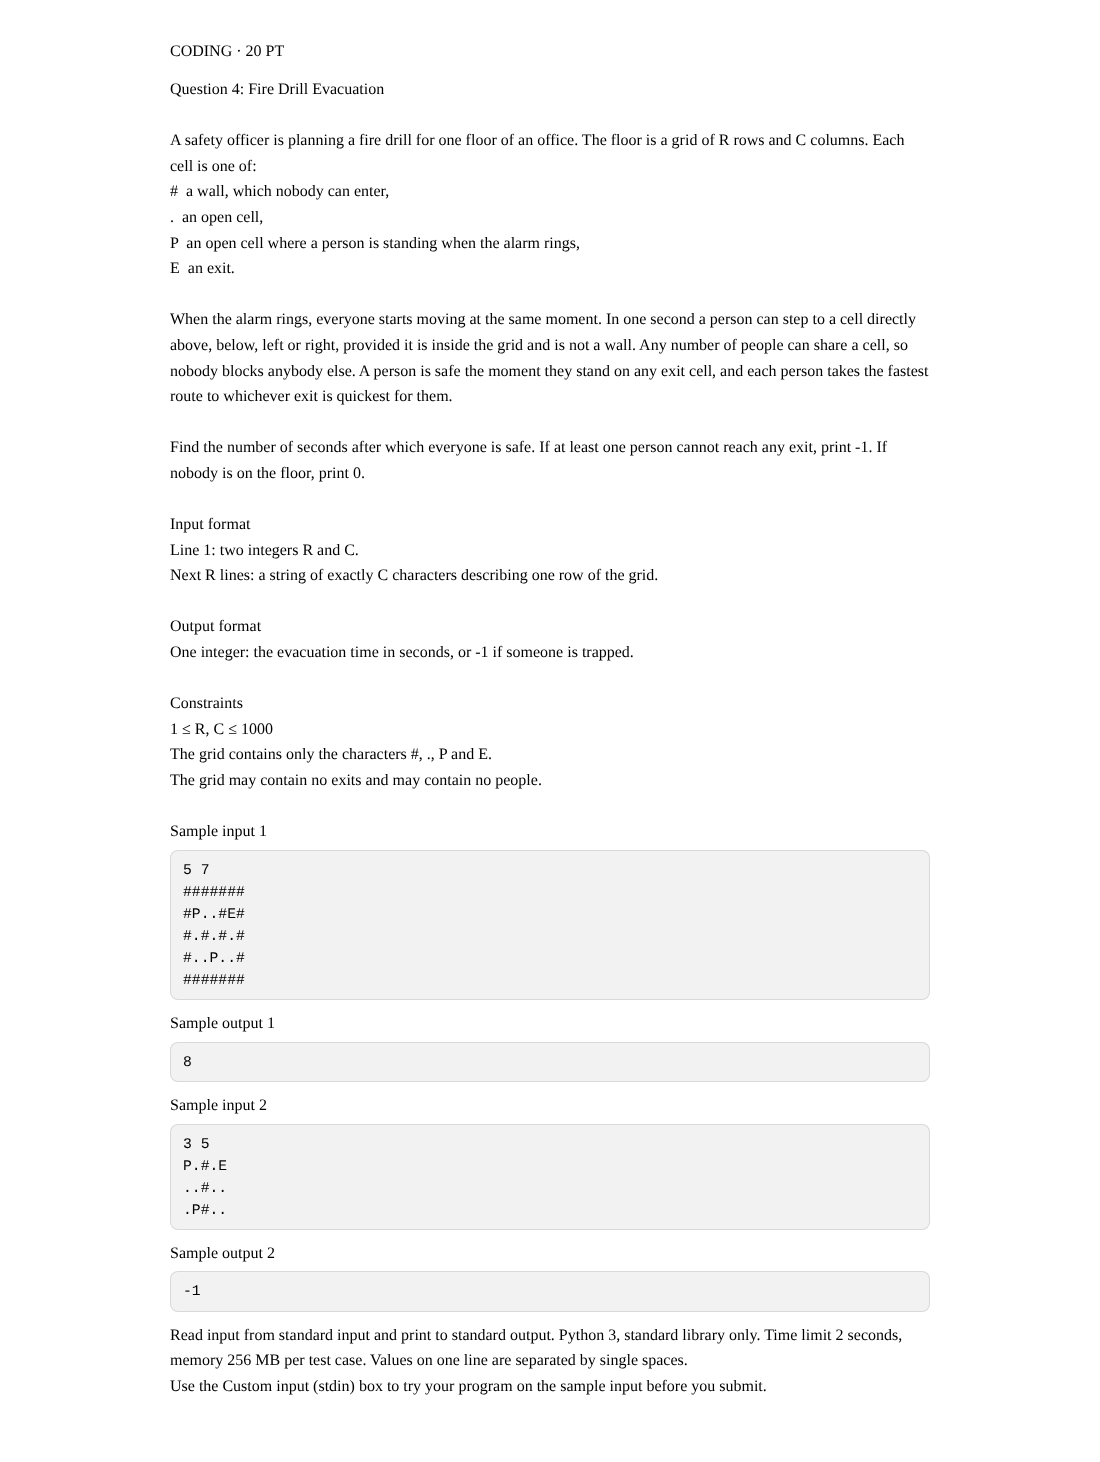 CODING · 20 PT
Question 4: Fire Drill Evacuation
A safety officer is planning a fire drill for one floor of an office. The floor is a grid of R rows and C columns. Each
cell is one of:
#  a wall, which nobody can enter,
.  an open cell,
P  an open cell where a person is standing when the alarm rings,
E  an exit.
When the alarm rings, everyone starts moving at the same moment. In one second a person can step to a cell directly
above, below, left or right, provided it is inside the grid and is not a wall. Any number of people can share a cell, so
nobody blocks anybody else. A person is safe the moment they stand on any exit cell, and each person takes the fastest
route to whichever exit is quickest for them.
Find the number of seconds after which everyone is safe. If at least one person cannot reach any exit, print -1. If
nobody is on the floor, print 0.
Input format
Line 1: two integers R and C.
Next R lines: a string of exactly C characters describing one row of the grid.
Output format
One integer: the evacuation time in seconds, or -1 if someone is trapped.
Constraints
1 ≤ R, C ≤ 1000
The grid contains only the characters #, ., P and E.
The grid may contain no exits and may contain no people.
Sample input 1
5 7
#######
#P..#E#
#.#.#.#
#..P..#
#######
Sample output 1
8
Sample input 2
3 5
P.#.E
..#..
.P#..
Sample output 2
-1
Read input from standard input and print to standard output. Python 3, standard library only. Time limit 2 seconds,
memory 256 MB per test case. Values on one line are separated by single spaces.
Use the Custom input (stdin) box to try your program on the sample input before you submit.